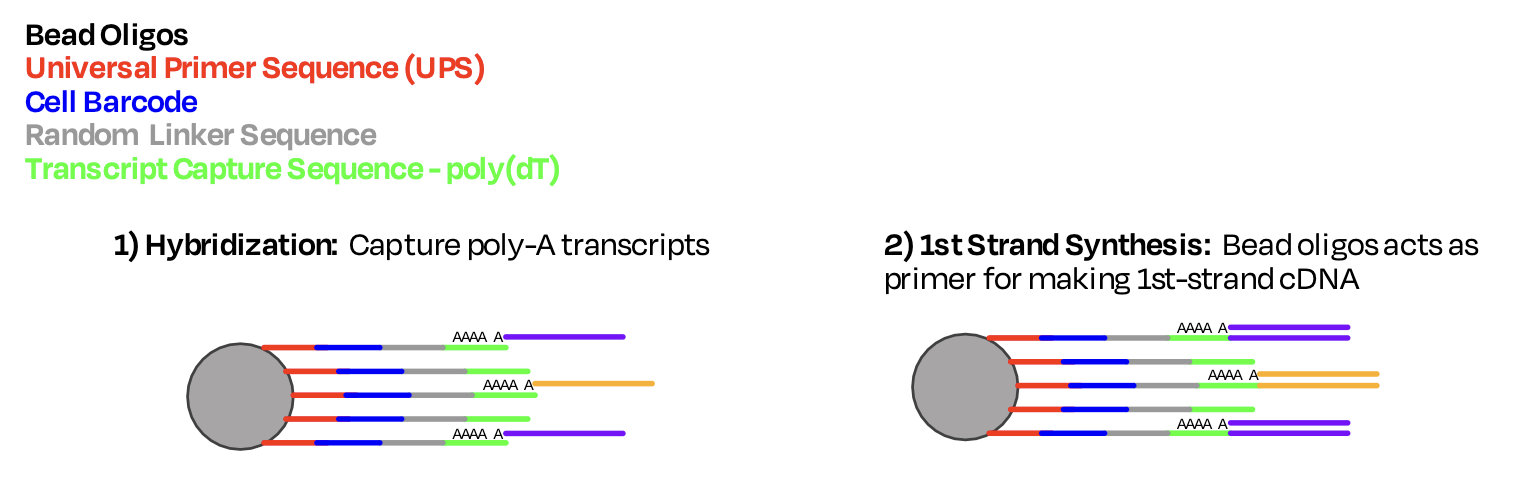 Bead Oligos
Universal Primer Sequence (UPS)
Cell Barcode
Random Linker Sequence
Transcript Capture Sequence - poly(dT)
1) Hybridization: Capture poly-A transcripts
2) 1st Strand Synthesis: Bead oligos acts as
primer for making 1st-strand cDNA
AAAA A
AAAA A
AAAA A
AAAA A
AAAA A
AAAA A